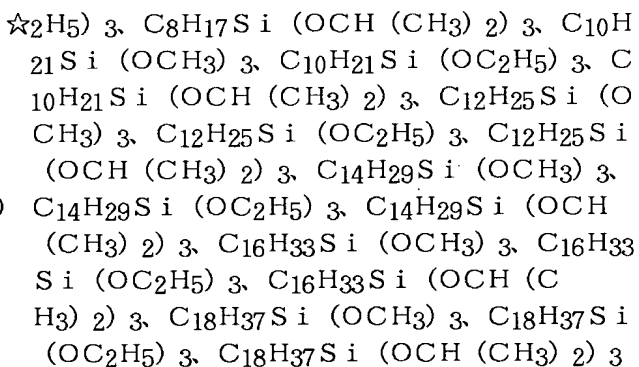 ☆2H5) 3、C8H17Si (OCH (CH3) 2) 3、C10H
21Si (OCH3) 3、C10H21Si (OC2H5) 3、C
10H21Si (OCH (CH3) 2) 3、C12H25Si (O
CH3) 3、C12H25Si (OC2H5) 3、C12H25Si
(OCH (CH3) 2) 3、C14H29Si (OCH3) 3、
) C14H29Si (OC2H5) 3、C14H29Si (OCH
(CH3) 2) 3、C16H33Si (OCH3) 3、C16H33
Si (OC2H5) 3、C16H33Si (OCH (C
H3) 2) 3、C18H37Si (OCH3) 3、C18H37Si
(OC2H5) 3、C18H37Si (OCH (CH3) 2) 3